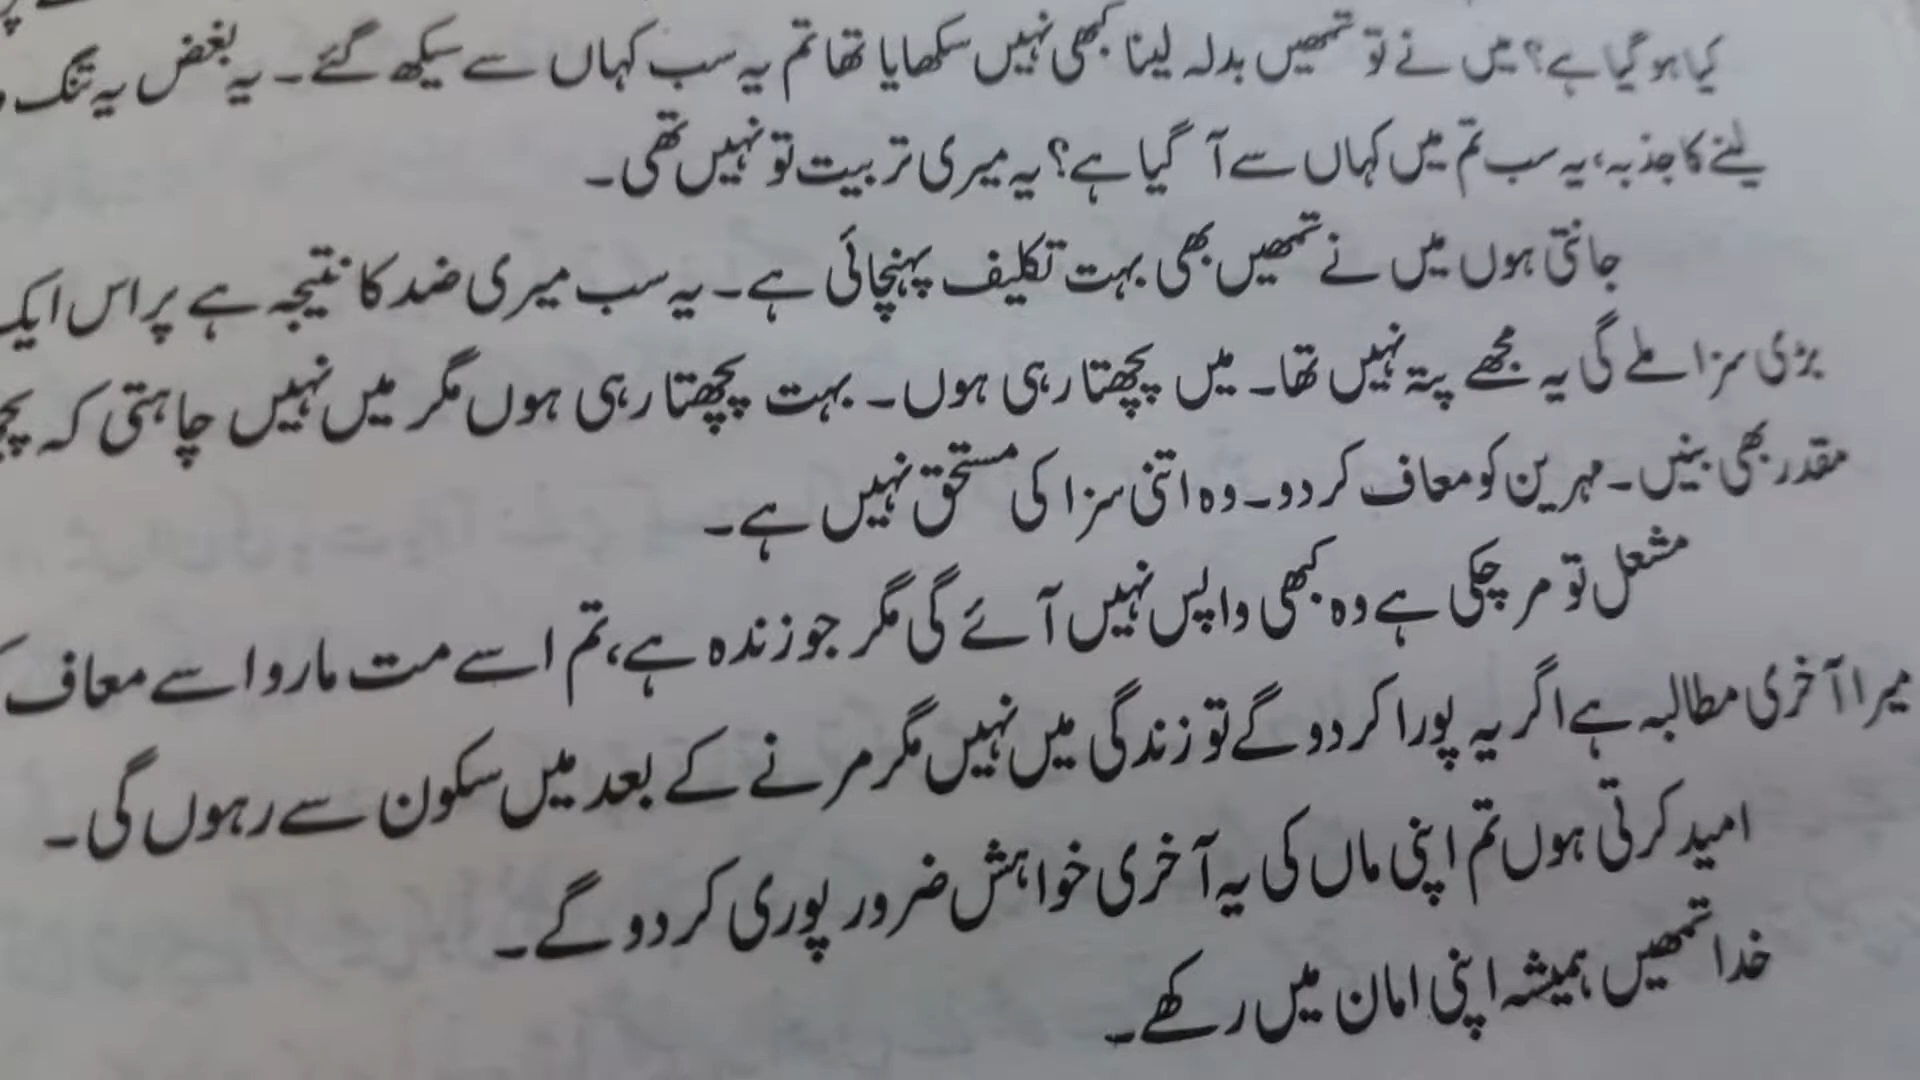 کیا ہو گیا ہے؟ میں نے تو تمھیں بدلہ لینا کبھی نہیں سکھایا تھا تم یہ سب کہاں سے سیکھ گئے۔ یہ بغض یہ تنگ
لینے کا جذبہ، یہ سب تم میں کہاں سے آ گیا ہے؟ یہ میری تربیت تو نہیں تھی۔
جانتی ہوں میں نے تمھیں بھی بہت تکلیف پہنچائی ہے۔ یہ سب میری ضد کا نتیجہ ہے پر اس ایک
بڑی سزا ملے گی یہ مجھے پتہ نہیں تھا۔ میں پچھتا رہی ہوں۔ بہت پچھتا رہی ہوں مگر میں نہیں چاہتی کہ
مقدر بھی بنیں۔ مہرین کو معاف کر دو۔ وہ اتنی سزا کی مستحق نہیں ہے۔
مشعل تو مر چکی ہے وہ کبھی واپس نہیں آئے گی مگر جو زندہ ہے، تم اسے مت مارو اسے معاف
میرا آخری مطالبہ ہے اگر یہ پورا کر دو گے تو زندگی میں نہیں مگر مرنے کے بعد میں سکون سے رہوں گی۔
امید کرتی ہوں تم اپنی ماں کی یہ آخری خواہش ضرور پوری کر دو گے۔
خدا تمھیں ہمیشہ اپنی امان میں رکھے۔